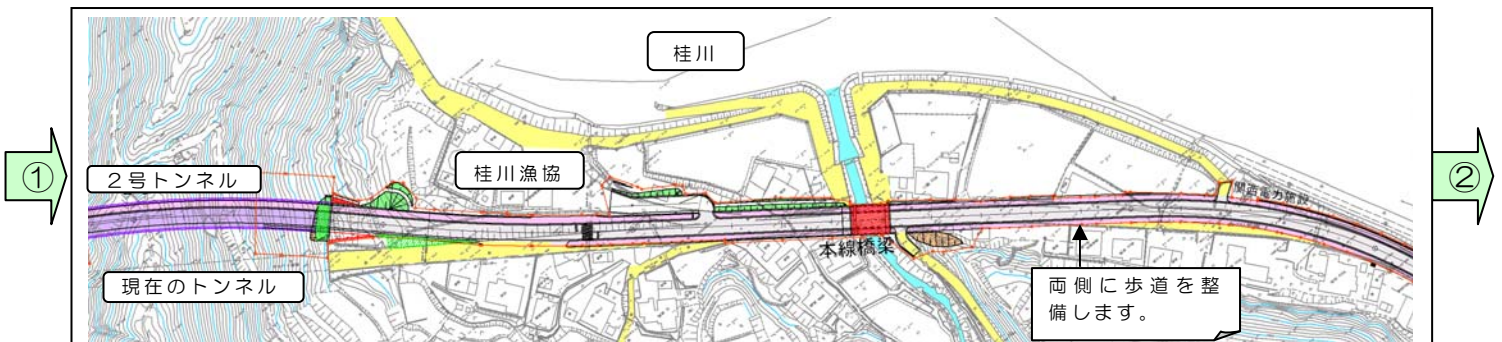 桂川
①
２号トンネル
桂川漁協
②
関西電力施設
本線橋梁
現在のトンネル
両側に歩道を整
備します。